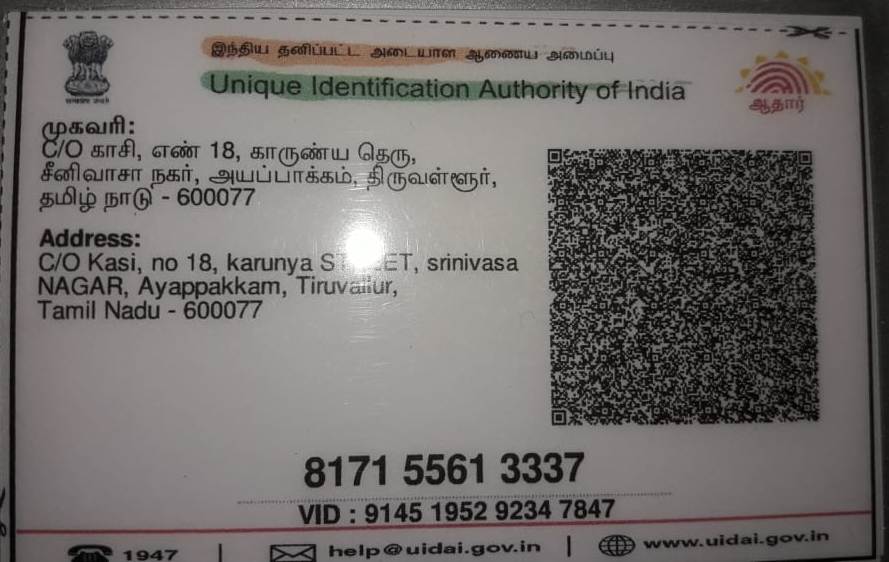 இந்திய தனிப்பட்ட அடையாள ஆணைய அமைப்பு
Unique Identification Authority of India
ஆதார்
முகவரி:
C/O காசி, எண் 18, காருண்ய தெரு,
சீனிவாசா நகர், அயப்பாக்கம், திருவள்ளூர்,
தமிழ் நாடு - 600077
Address:
C/O Kasi, no 18, karunya srinivasa
NAGAR, Ayappakkam, Tiruvallur,
Tamil Nadu - 600077
8171 5561 3337
VID : 9145 1952 9234 7847
1947 | help@uidai.gov.in | www.uidai.gov.in